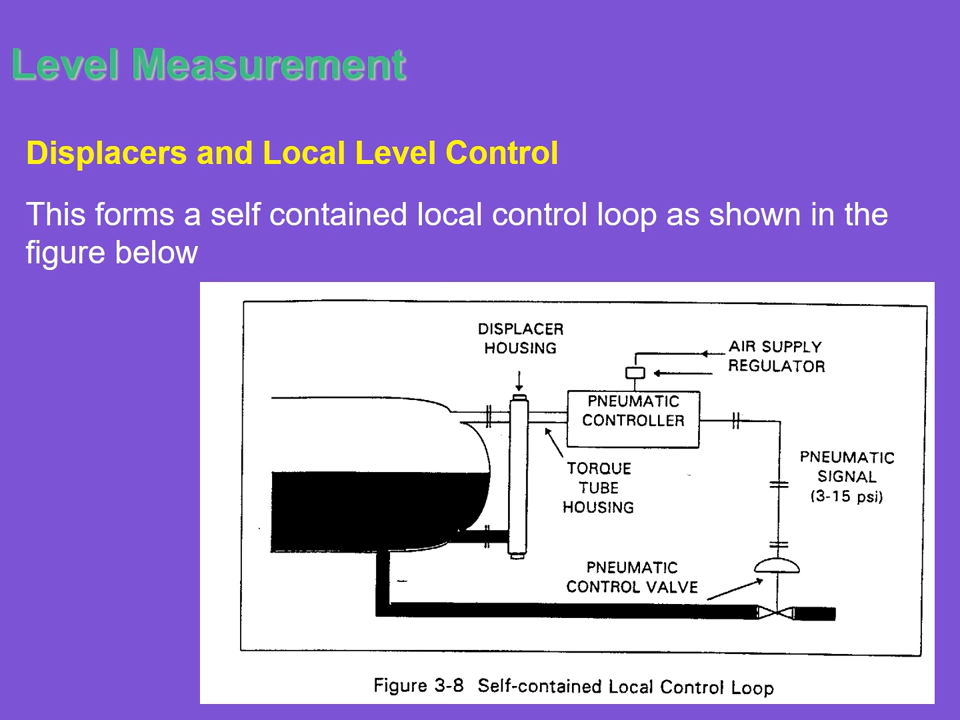 Level Measurement
Displacers and Local Level Control
This forms a self contained local control loop as shown in the
figure below
DISPLACER
HOUSING
AIR SUPPLY
REGULATOR
PNEUMATIC
CONTROLLER
TORQUE
TUBE
HOUSING
PNEUMATIC
SIGNAL
(3-15 psi)
PNEUMATIC
CONTROL VALVE
Figure 3-8 Self-contained Local Control Loop